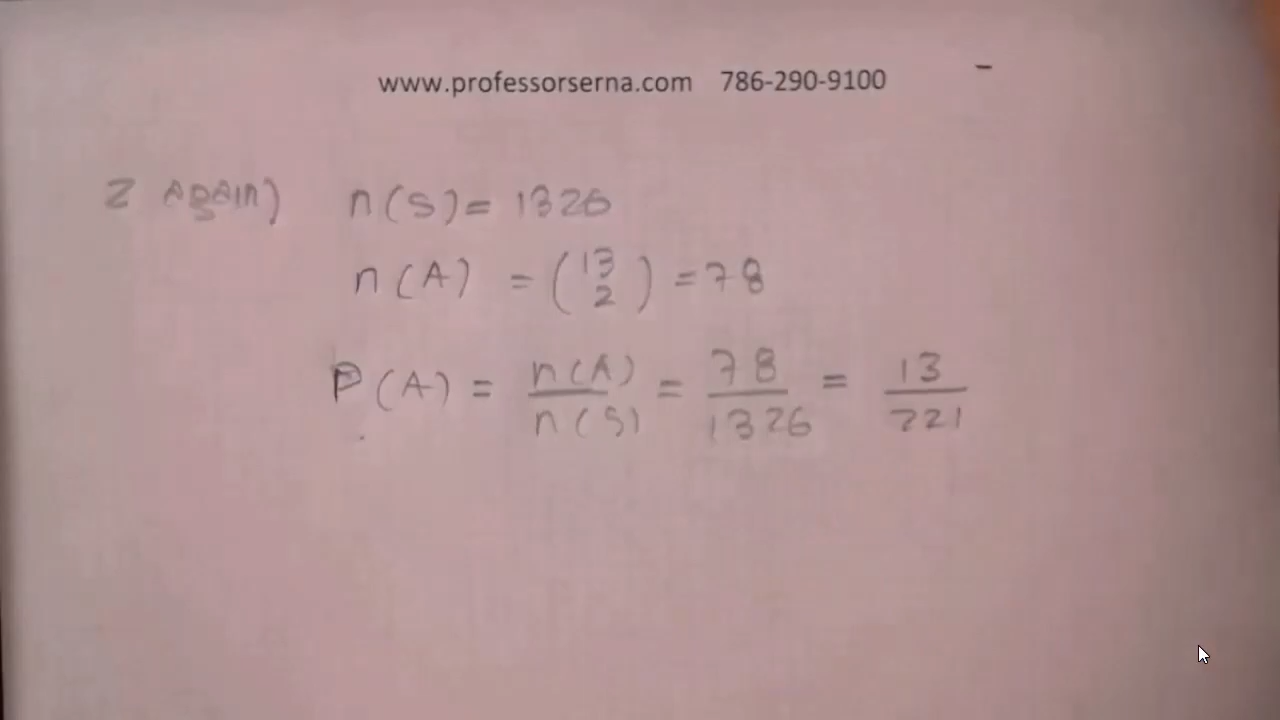 www.professorserna.com 786-290-9100
2 AGAIN) n(S) = 1326
n(A) = (13 2) = 78
P(A) = n(A)/n(S) = 78/1326 = 13/221